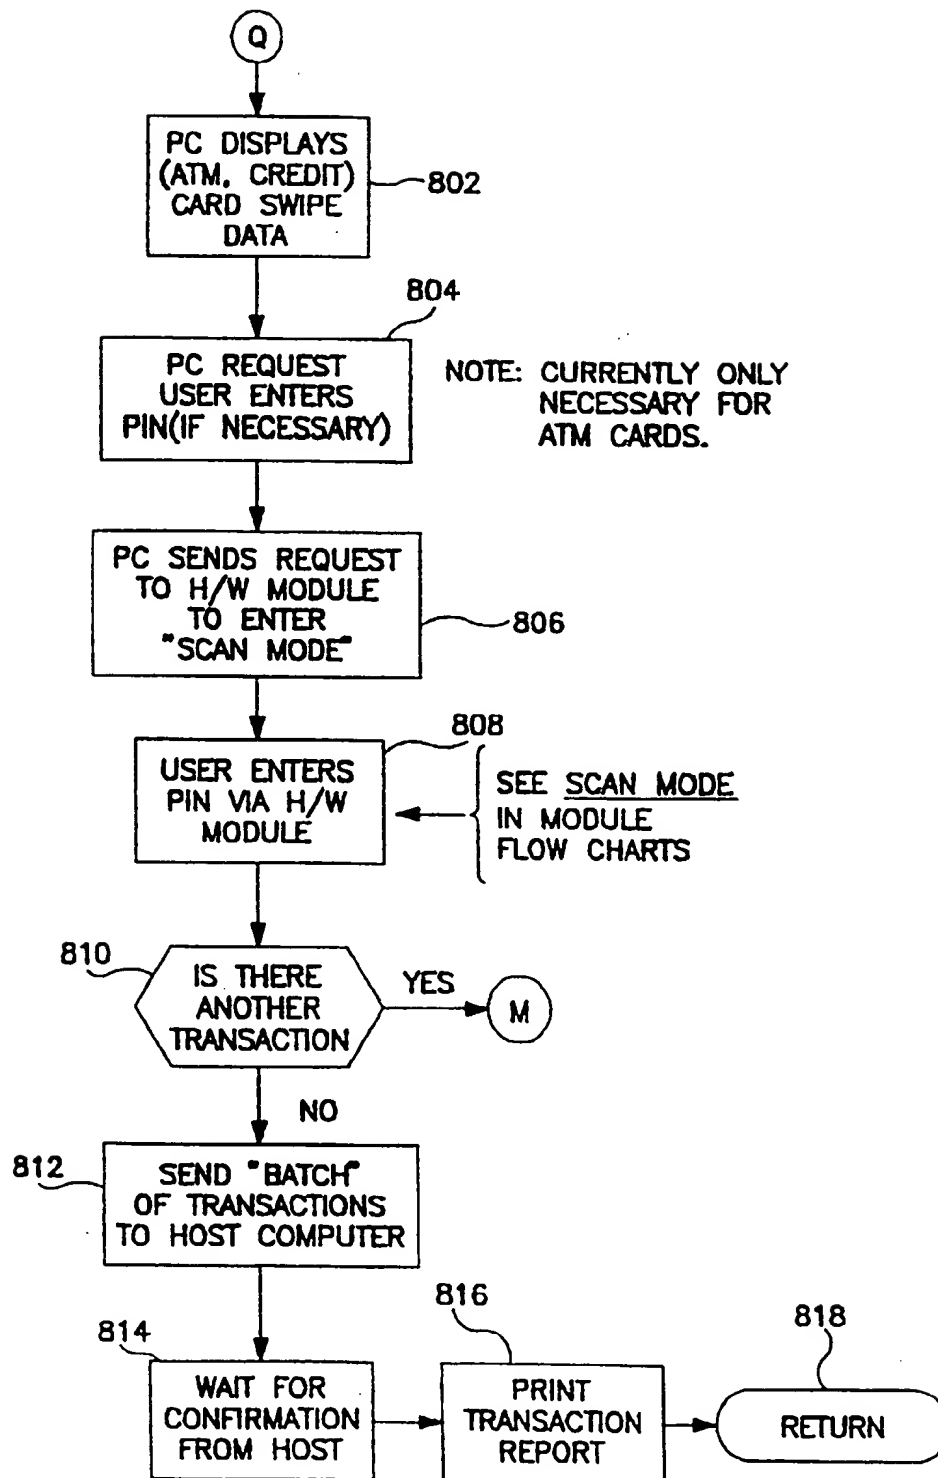 Q
PC DISPLAYS
(ATM, CREDIT)
CARD SWIPE
DATA
802
804
PC REQUEST
USER ENTERS
PIN(IF NECESSARY)
NOTE: CURRENTLY ONLY
NECESSARY FOR
ATM CARDS.
PC SENDS REQUEST
TO H/W MODULE
TO ENTER
"SCAN MODE"
806
808
USER ENTERS
PIN VIA H/W
MODULE
SEE SCAN MODE
IN MODULE
FLOW CHARTS
810
IS THERE
ANOTHER
TRANSACTION
YES
M
NO
812
SEND "BATCH"
OF TRANSACTIONS
TO HOST COMPUTER
814
WAIT FOR
CONFIRMATION
FROM HOST
816
PRINT
TRANSACTION
REPORT
818
RETURN